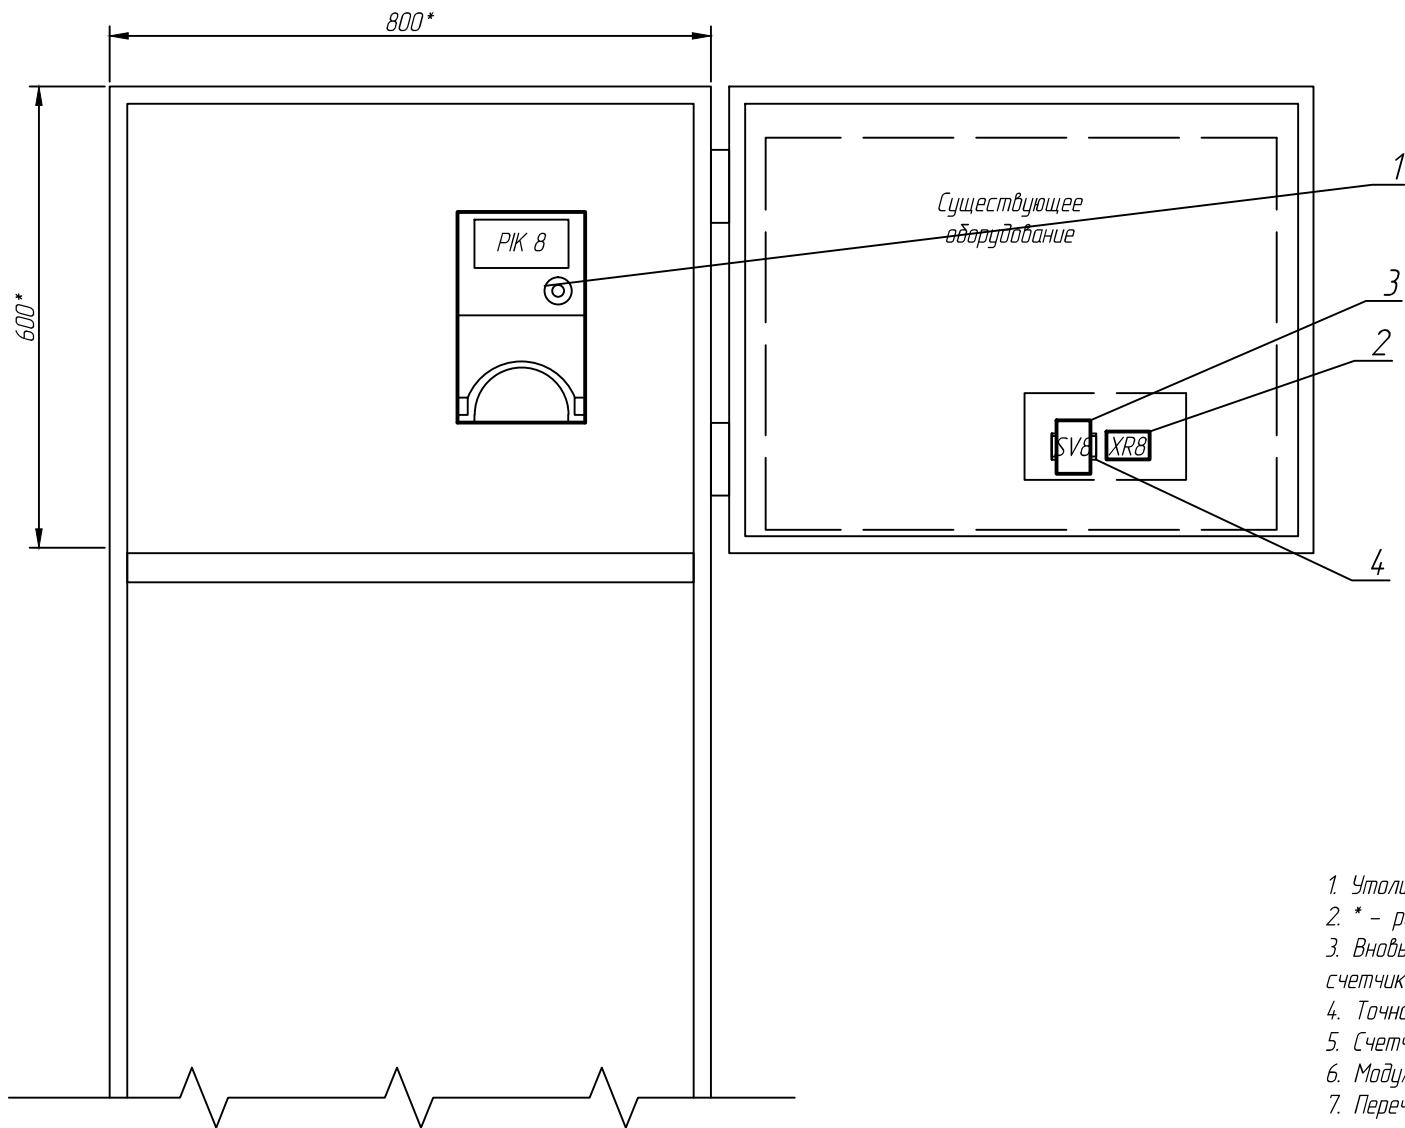 800*
600*
PIK 8
Существующее
оборудование
1
3
2
SV8 XR8
4
1.
2. * –
3.
счетчик
4.
5.
6.
7.